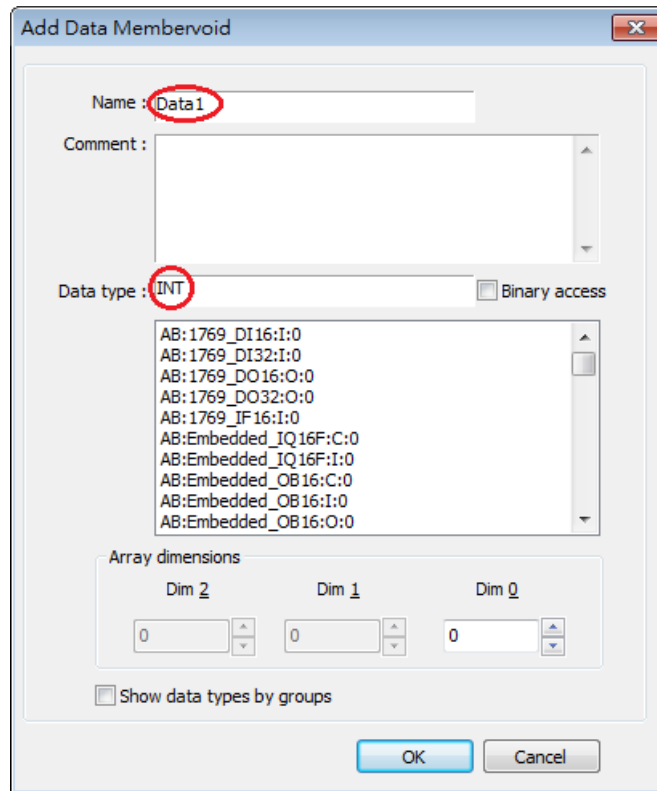 Add Data Membervoid
Name : Data1
Comment :
Data type : INT
Binary access
AB:1769_DI16:I:0
AB:1769_DI32:I:0
AB:1769_DO16:O:0
AB:1769_DO32:O:0
AB:1769_IF16:I:0
AB:Embedded_IQ16F:C:0
AB:Embedded_IQ16F:I:0
AB:Embedded_OB16:C:0
AB:Embedded_OB16:I:0
AB:Embedded_OB16:O:0
Array dimensions
Dim 2 Dim 1 Dim 0
0 0 0
Show data types by groups
OK Cancel